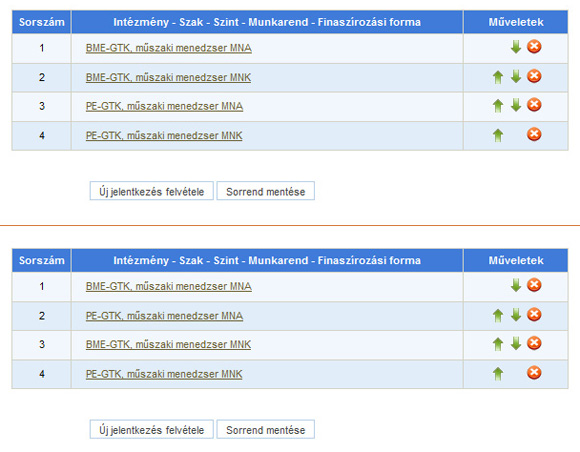 Sorszám Intézmény - Szak - Szint - Munkarend - Finaszírozási forma Műveletek
1 BME-GTK, műszaki menedzser MNA
2 BME-GTK, műszaki menedzser MNK
3 PE-GTK, műszaki menedzser MNA
4 PE-GTK, műszaki menedzser MNK
Új jelentkezés felvétele Sorrend mentése
Sorszám Intézmény - Szak - Szint - Munkarend - Finaszírozási forma Műveletek
1 BME-GTK, műszaki menedzser MNA
2 PE-GTK, műszaki menedzser MNA
3 BME-GTK, műszaki menedzser MNK
4 PE-GTK, műszaki menedzser MNK
Új jelentkezés felvétele Sorrend mentése